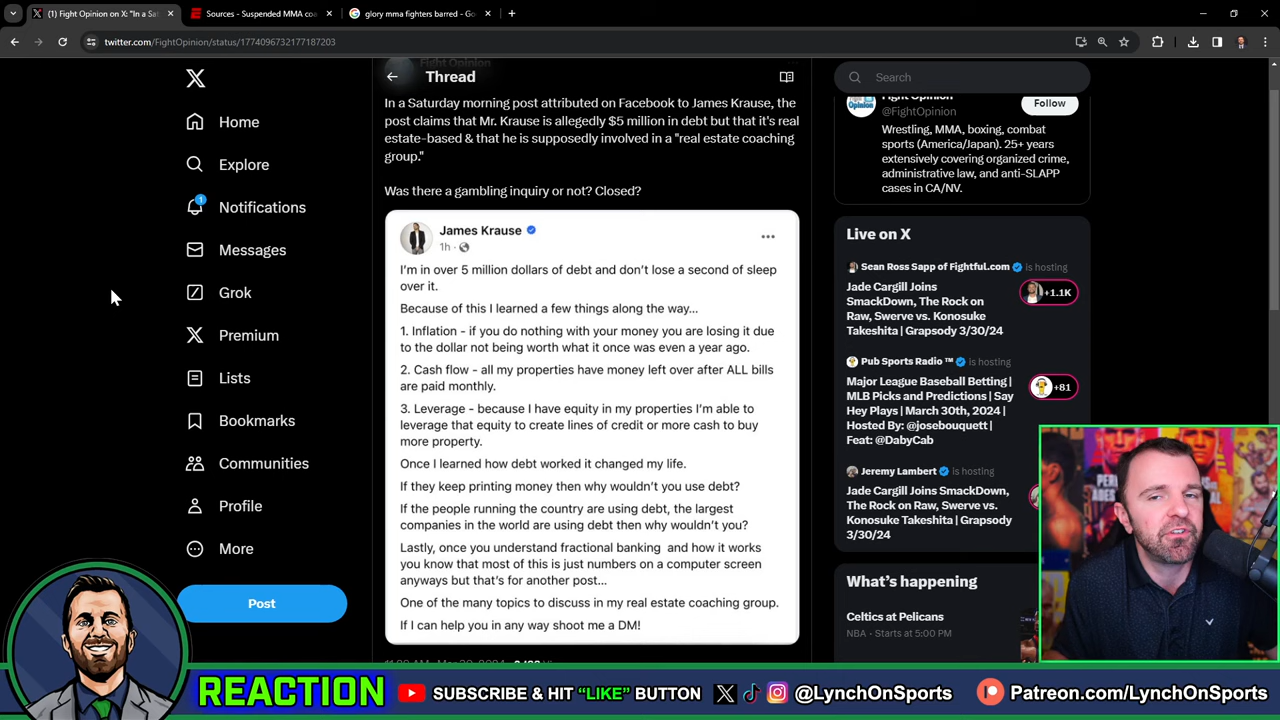 (1) Fight Opinion on X: "In a Sat
Sources - Suspended MMA coa
glory mma fighters barred - Go
twitter.com/FightOpinion/status/1774096732177187203
Home
Explore
1
Notifications
Messages
Grok
Premium
Lists
Bookmarks
Communities
Profile
More
Post
Fight Opinion
Thread
In a Saturday morning post attributed on Facebook to James Krause, the
post claims that Mr. Krause is allegedly $5 million in debt but that it's real
estate-based & that he is supposedly involved in a "real estate coaching
group."
Was there a gambling inquiry or not? Closed?
James Krause
1h ·
I'm in over 5 million dollars of debt and don't lose a second of sleep
over it.
Because of this I learned a few things along the way...
1. Inflation - if you do nothing with your money you are losing it due
to the dollar not being worth what it once was even a year ago.
2. Cash flow - all my properties have money left over after ALL bills
are paid monthly.
3. Leverage - because I have equity in my properties I'm able to
leverage that equity to create lines of credit or more cash to buy
more property.
Once I learned how debt worked it changed my life.
If they keep printing money then why wouldn't you use debt?
If the people running the country are using debt, the largest
companies in the world are using debt then why wouldn't you?
Lastly, once you understand fractional banking and how it works
you know that most of this is just numbers on a computer screen
anyways but that's for another post...
One of the many topics to discuss in my real estate coaching group.
If I can help you in any way shoot me a DM!
Search
Fight Opinion
@FightOpinion
Follow
Wrestling, MMA, boxing, combat
sports (America/Japan). 25+ years
extensively covering organized crime,
administrative law, and anti-SLAPP
cases in CA/NV.
Live on X
Sean Ross Sapp of Fightful.com is hosting
Jade Cargill Joins
SmackDown, The Rock on
Raw, Swerve vs. Konosuke
Takeshita | Grapsody 3/30/24
+1.1K
Pub Sports Radio ™ is hosting
Major League Baseball Betting |
MLB Picks and Predictions | Say
Hey Plays | March 30th, 2024 |
Hosted By: @josebouquett |
Feat: @DabyCab
+81
Jeremy Lambert is hosting
Jade Cargill Joins SmackDown,
The Rock on Raw, Swerve vs.
Konosuke Takeshita | Grapsody
3/30/24
What's happening
Celtics at Pelicans
NBA · Starts at 5:00 PM
REACTION
SUBSCRIBE & HIT "LIKE" BUTTON
@LynchOnSports
Patreon.com/LynchOnSports